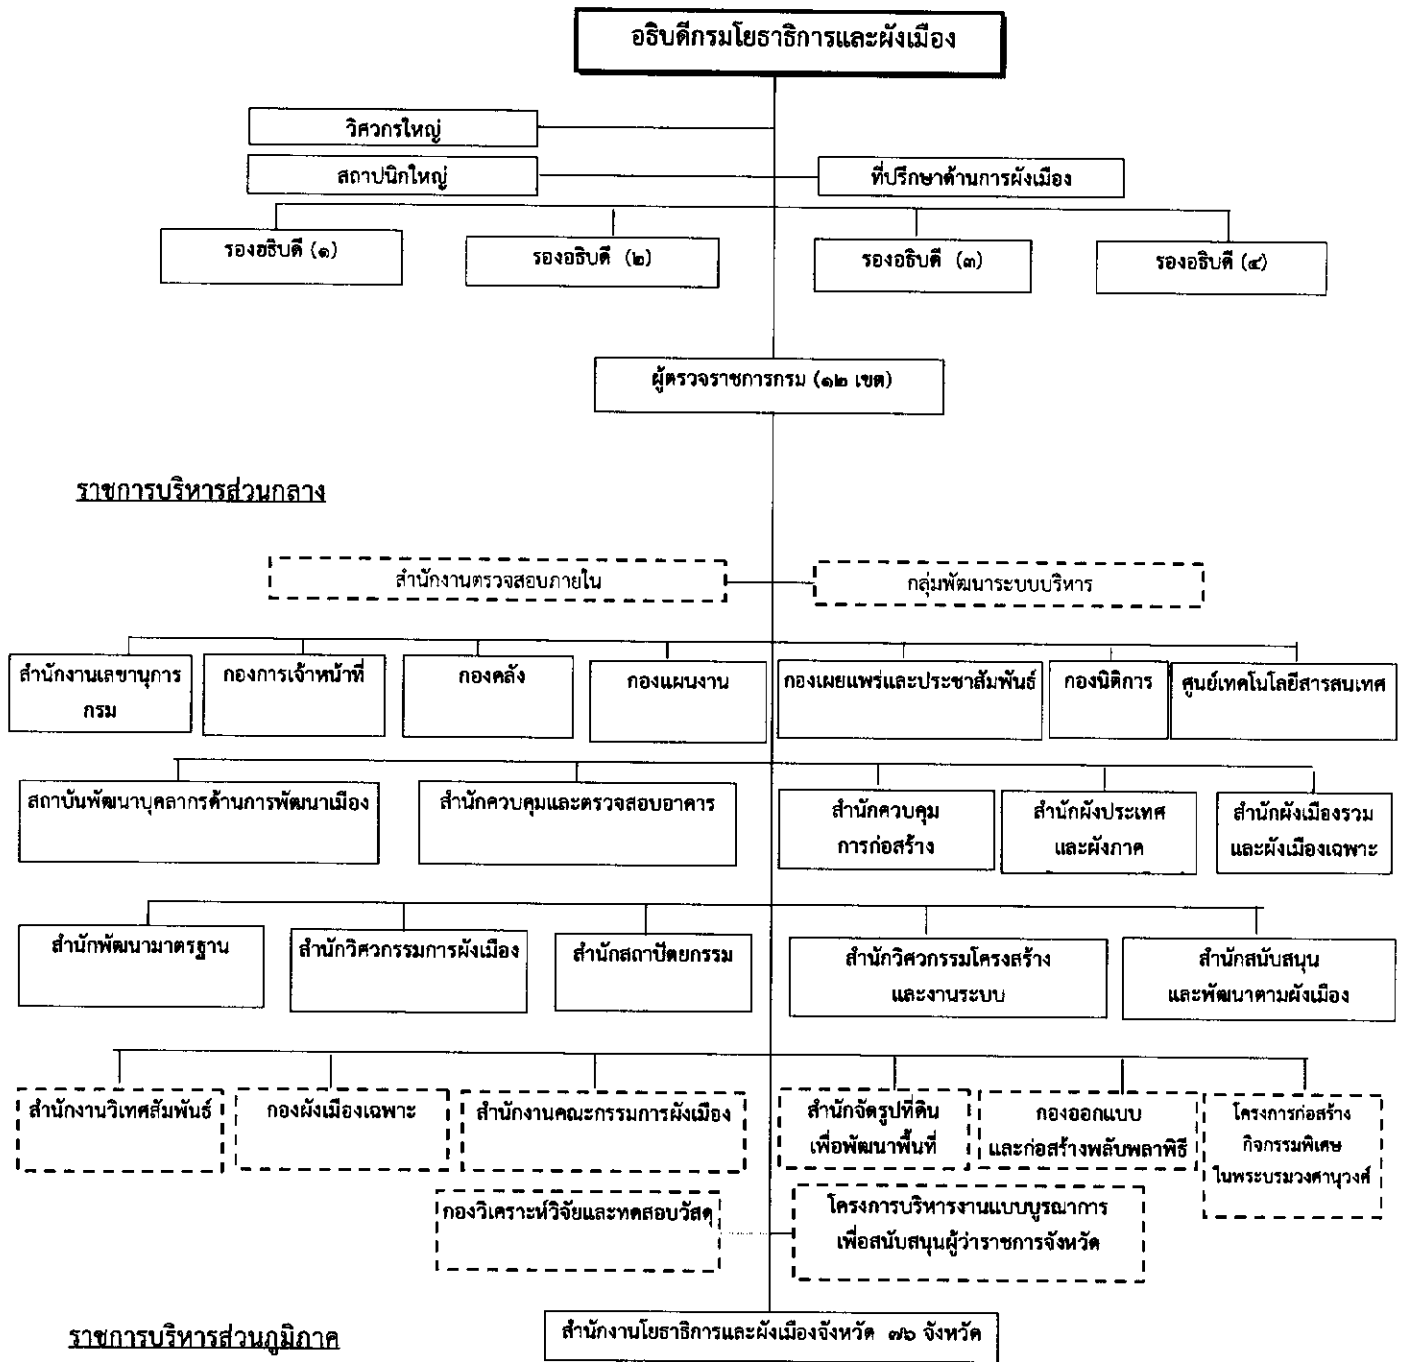 อธิบดีกรมโยธาธิการและผังเมือง
วิศวกรใหญ่
สถาปนิกใหญ่
ที่ปรึกษาด้านการผังเมือง
รองอธิบดี (๑)
รองอธิบดี (๒)
รองอธิบดี (๓)
รองอธิบดี (๔)
ผู้ตรวจราชการกรม (๑๒ เขต)
ราชการบริหารส่วนกลาง
สำนักงานตรวจสอบภายใน
กลุ่มพัฒนาระบบบริหาร
สำนักงานเลขานุการ
กรม
กองการเจ้าหน้าที่
กองคลัง
กองแผนงาน
กองเผยแพร่และประชาสัมพันธ์
กองนิติการ
ศูนย์เทคโนโลยีสารสนเทศ
สถาบันพัฒนาบุคลากรด้านการพัฒนาเมือง
สำนักควบคุมและตรวจสอบอาคาร
สำนักควบคุม
การก่อสร้าง
สำนักผังประเทศ
และผังภาค
สำนักผังเมืองรวม
และผังเมืองเฉพาะ
สำนักพัฒนามาตรฐาน
สำนักวิศวกรรมการผังเมือง
สำนักสถาปัตยกรรม
สำนักวิศวกรรมโครงสร้าง
และงานระบบ
สำนักสนับสนุน
และพัฒนาตามผังเมือง
สำนักงานวิเทศสัมพันธ์
กองผังเมืองเฉพาะ
สำนักงานคณะกรรมการผังเมือง
สำนักจัดรูปที่ดิน
เพื่อพัฒนาพื้นที่
กองออกแบบ
และก่อสร้างพลับพลาพิธี
โครงการก่อสร้าง
กิจกรรมพิเศษ
ในพระบรมวงศานุวงศ์
กองวิเคราะห์วิจัยและทดสอบวัสดุ
โครงการบริหารงานแบบบูรณาการ
เพื่อสนับสนุนผู้ว่าราชการจังหวัด
ราชการบริหารส่วนภูมิภาค
สำนักงานโยธาธิการและผังเมืองจังหวัด ๗๖ จังหวัด